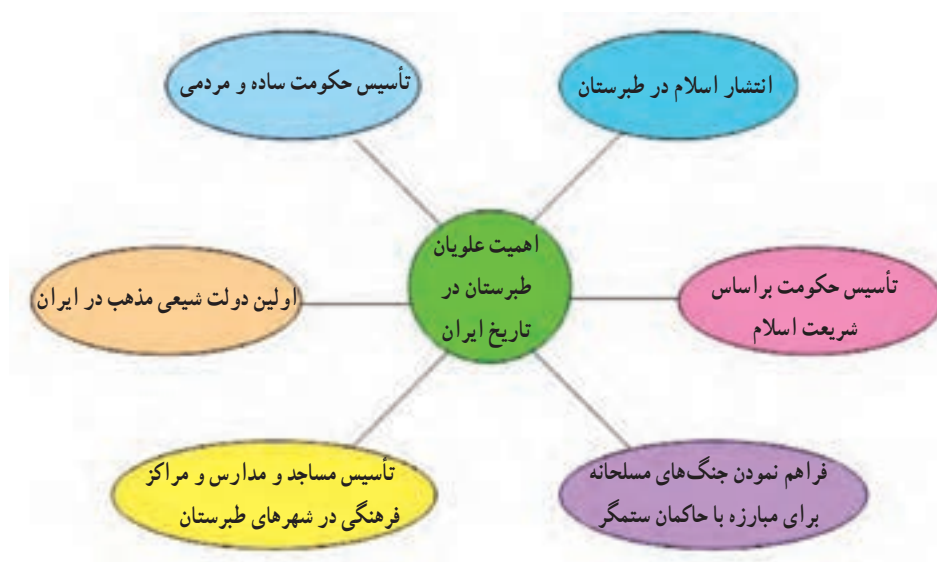 انتشار اسلام در طبرستان
تأسیس حکومت ساده و مردمی
اهمیت علویان
طبرستان در
تاریخ ایران
تأسیس حکومت براساس
شریعت اسلام
اولین دولت شیعی مذهب در ایران
فراهم نمودن جنگ‌های مسلحانه
برای مبارزه با حاکمان ستمگر
تأسیس مساجد و مدارس و مراکز
فرهنگی در شهرهای طبرستان